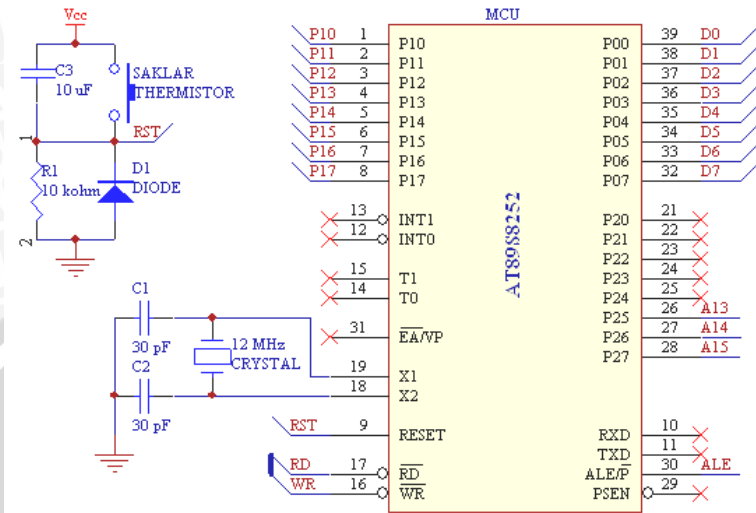 Vcc
C3
10 uF
SAKLAR
THERMISTOR
RST
1
R1
10 kohm
D1
DIODE
2
C1
30 pF
12 MHz
CRYSTAL
C2
30 pF
MCU
AT89S8252
P10 1 P10
P11 2 P11
P12 3 P12
P13 4 P13
P14 5 P14
P15 6 P15
P16 7 P16
P17 8 P17
13 INT1
12 INT0
15 T1
14 T0
31 EA/VP
19 X1
18 X2
RST 9 RESET
RD 17 RD
WR 16 WR
P00 39 D0
P01 38 D1
P02 37 D2
P03 36 D3
P04 35 D4
P05 34 D5
P06 33 D6
P07 32 D7
P20 21
P21 22
P22 23
P23 24
P24 25
P25 26 A13
P26 27 A14
P27 28 A15
RXD 10
TXD 11
ALE/P 30 ALE
PSEN 29